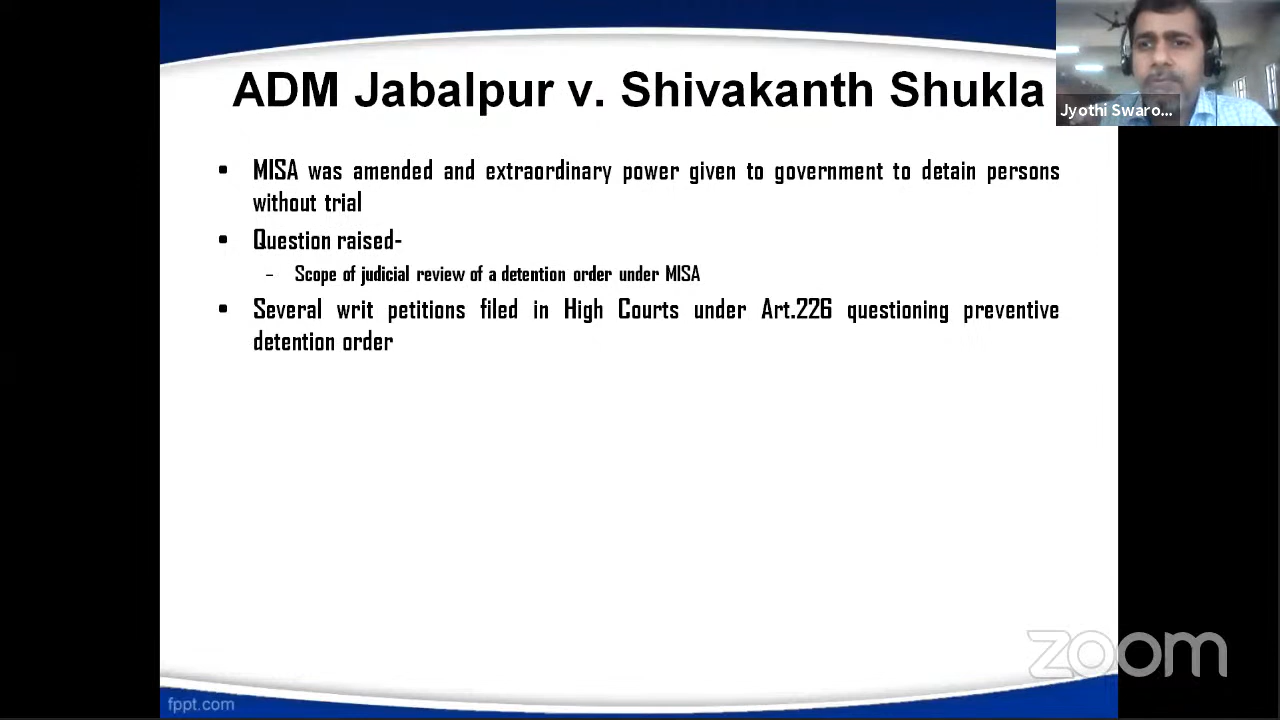 ADM Jabalpur v. Shivakanth Shukla
Jyothi Swaro...
• MISA was amended and extraordinary power given to government to detain persons
without trial
• Question raised-
– Scope of judicial review of a detention order under MISA
• Several writ petitions filed in High Courts under Art.226 questioning preventive
detention order
zoom
fppt.com